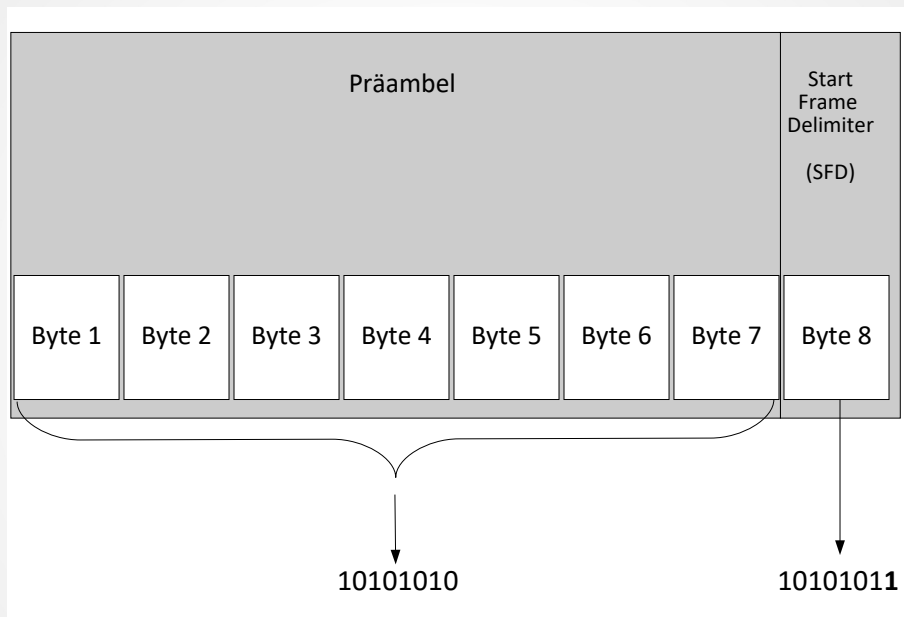 Präambel
Start
Frame
Delimiter
(SFD)
Byte 1
Byte 2
Byte 3
Byte 4
Byte 5
Byte 6
Byte 7
Byte 8
10101010
10101011